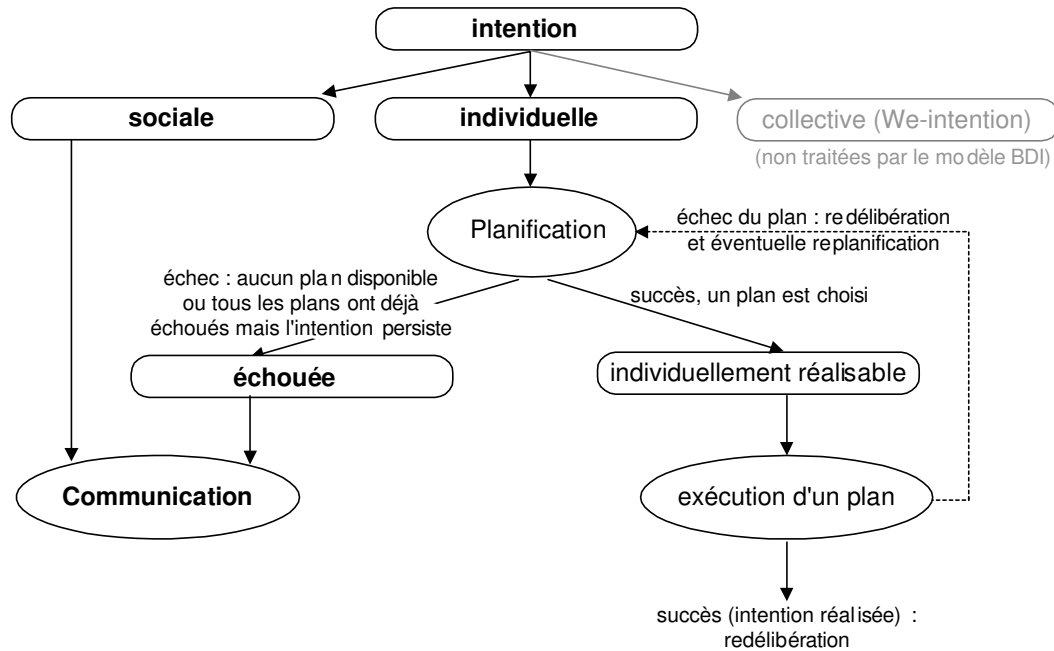 intention
sociale
individuelle
collective (We-intention)
(non traitées par le modèle BDI)
Planification
échec du plan : redélibération
et éventuelle replanification
échec : aucun plan disponible
ou tous les plans ont déjà
échoués mais l'intention persiste
succès, un plan est choisi
échouée
individuellement réalisable
Communication
exécution d'un plan
succès (intention réalisée) :
redélibération